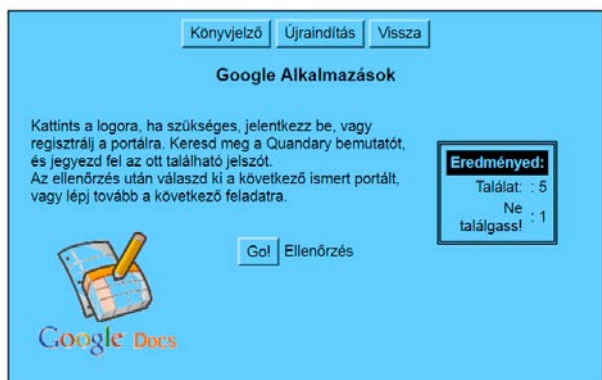 Könyvjelző Újraindítás Vissza
Google Alkalmazások
Kattints a logora, ha szükséges, jelentkezz be, vagy
regisztrálj a portálra. Keresd meg a Quandary bemutatót,
és jegyezd fel az ott található jelszót.
Az ellenőrzés után válaszd ki a következő ismert portált,
vagy lépj tovább a következő feladatra.
Eredményed:
Találat: : 5
Ne
találgass! : 1
Go! Ellenőrzés
Google Docs